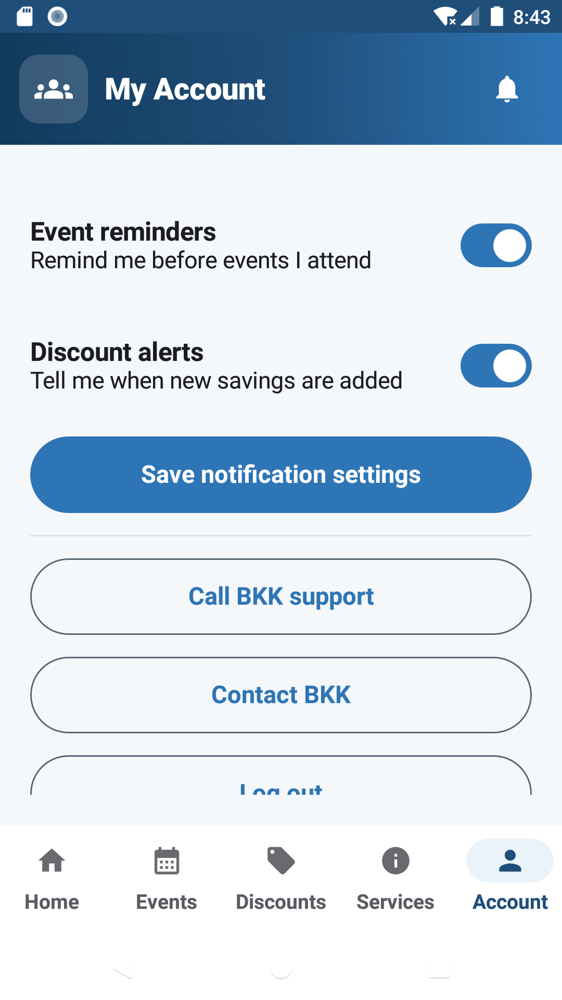 8:43
My Account
Event reminders
Remind me before events I attend
Discount alerts
Tell me when new savings are added
Save notification settings
Call BKK support
Contact BKK
Log out
Home
Events
Discounts
Services
Account